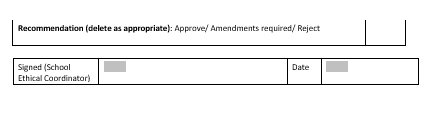 Recommendation (delete as appropriate): Approve/ Amendments required/ Reject
Signed (School
Ethical Coordinator)
Date